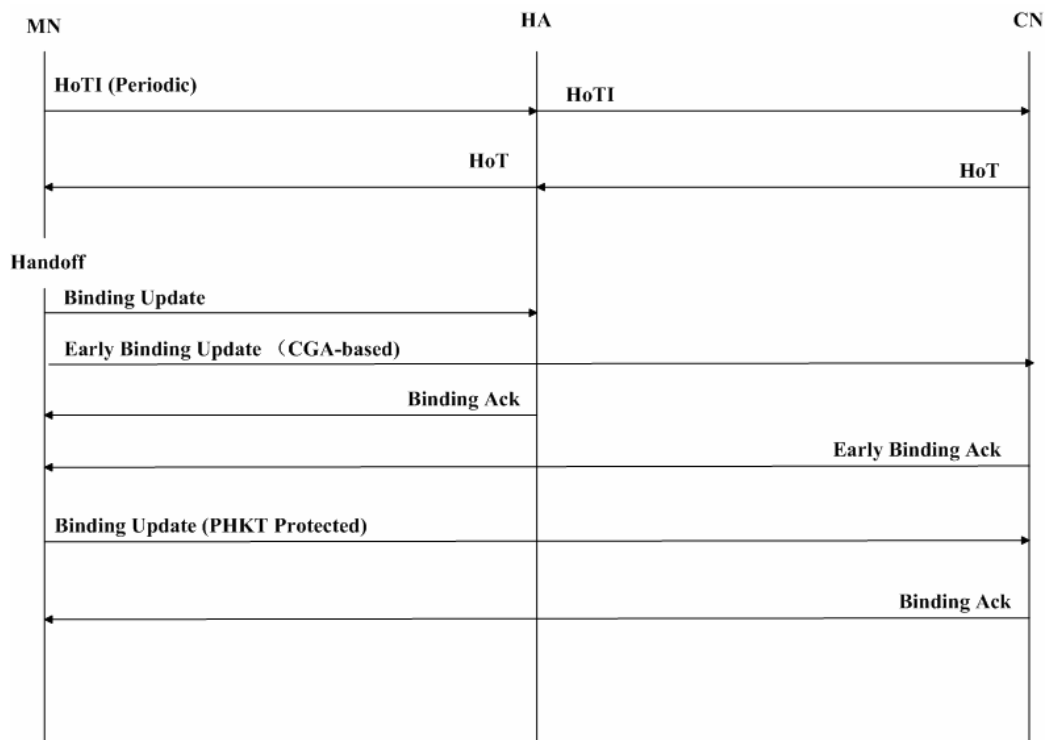 MN
HA
CN
HoTI (Periodic)
HoTI
HoT
HoT
Handoff
Binding Update
Early Binding Update （CGA-based)
Binding Ack
Early Binding Ack
Binding Update (PHKT Protected)
Binding Ack